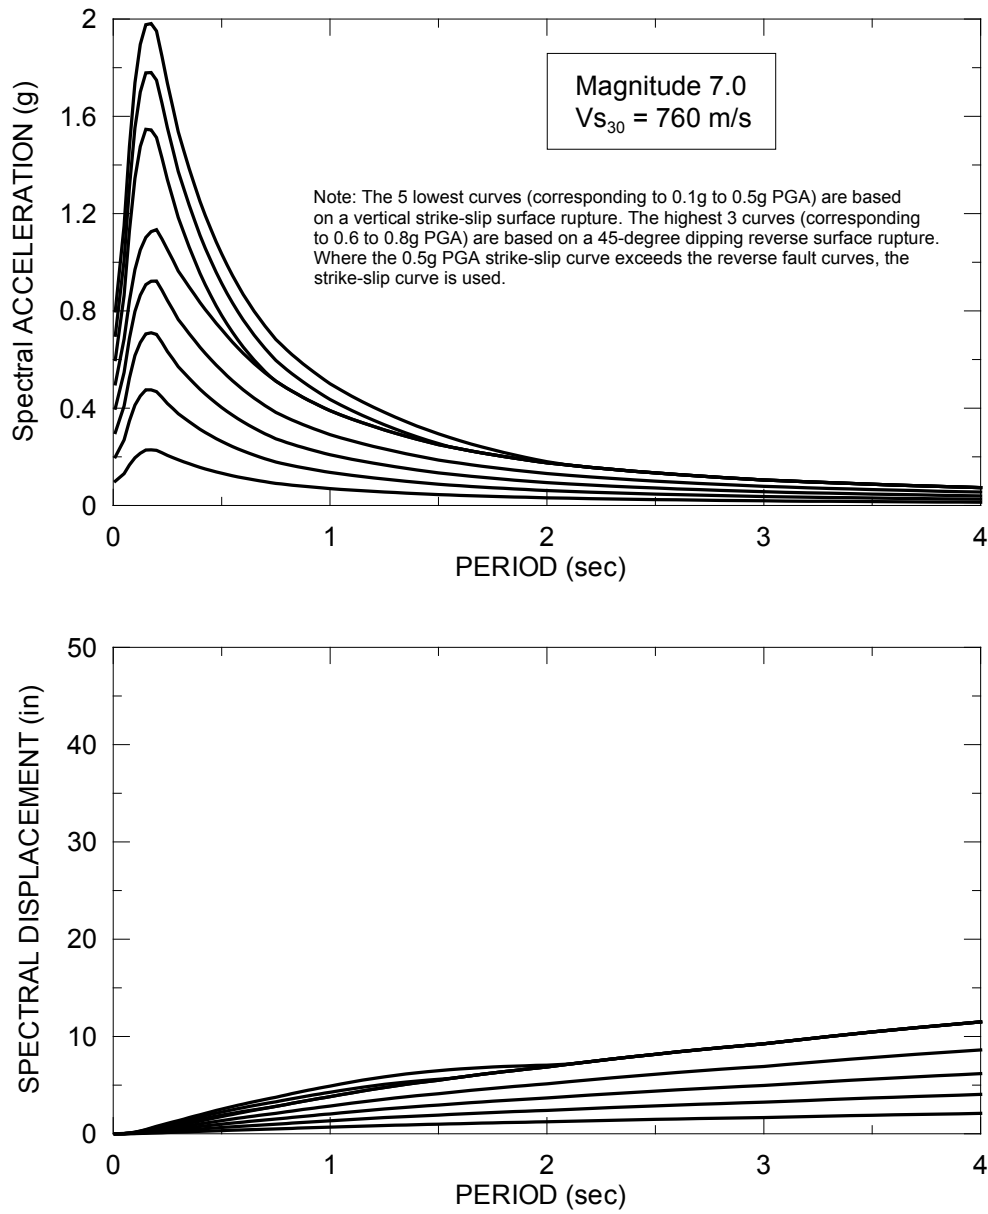 2
1.6
1.2
0.8
0.4
0
Spectral ACCELERATION (g)
Magnitude 7.0
Vs30 = 760 m/s
Note: The 5 lowest curves (corresponding to 0.1g to 0.5g PGA) are based
on a vertical strike-slip surface rupture. The highest 3 curves (corresponding
to 0.6 to 0.8g PGA) are based on a 45-degree dipping reverse surface rupture.
Where the 0.5g PGA strike-slip curve exceeds the reverse fault curves, the
strike-slip curve is used.
0 1 2 3 4
PERIOD (sec)
50
40
30
20
10
0
SPECTRAL DISPLACEMENT (in)
0 1 2 3 4
PERIOD (sec)